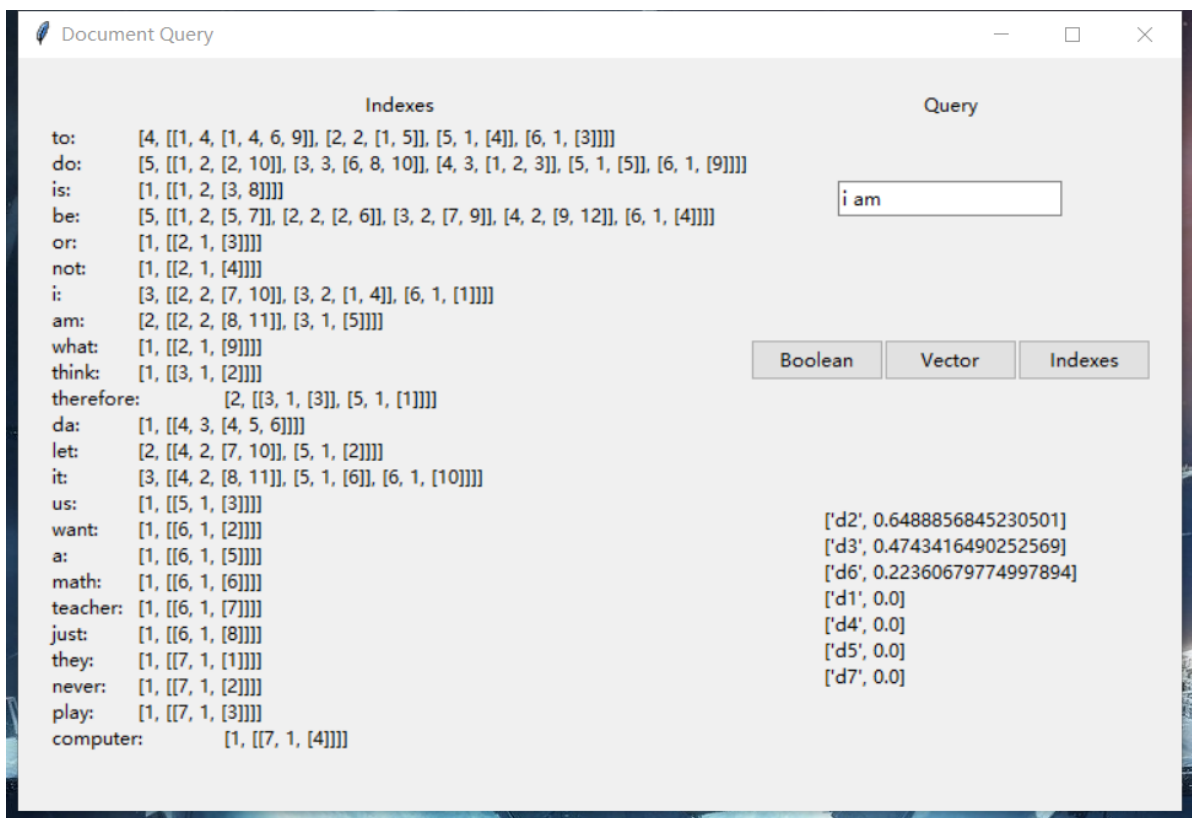 Document Query
Indexes
to: [4, [[1, 4, [1, 4, 6, 9]], [2, 2, [1, 5]], [5, 1, [4]], [6, 1, [3]]]]
do: [5, [[1, 2, [2, 10]], [3, 3, [6, 8, 10]], [4, 3, [1, 2, 3]], [5, 1, [5]], [6, 1, [9]]]]
is: [1, [[1, 2, [3, 8]]]]
be: [5, [[1, 2, [5, 7]], [2, 2, [2, 6]], [3, 2, [7, 9]], [4, 2, [9, 12]], [6, 1, [4]]]]
or: [1, [[2, 1, [3]]]]
not: [1, [[2, 1, [4]]]]
i: [3, [[2, 2, [7, 10]], [3, 2, [1, 4]], [6, 1, [1]]]]
am: [2, [[2, 2, [8, 11]], [3, 1, [5]]]]
what: [1, [[2, 1, [9]]]]
think: [1, [[3, 1, [2]]]]
therefore: [2, [[3, 1, [3]], [5, 1, [1]]]]
da: [1, [[4, 3, [4, 5, 6]]]]
let: [2, [[4, 2, [7, 10]], [5, 1, [2]]]]
it: [3, [[4, 2, [8, 11]], [5, 1, [6]], [6, 1, [10]]]]
us: [1, [[5, 1, [3]]]]
want: [1, [[6, 1, [2]]]]
a: [1, [[6, 1, [5]]]]
math: [1, [[6, 1, [6]]]]
teacher: [1, [[6, 1, [7]]]]
just: [1, [[6, 1, [8]]]]
they: [1, [[7, 1, [1]]]]
never: [1, [[7, 1, [2]]]]
play: [1, [[7, 1, [3]]]]
computer: [1, [[7, 1, [4]]]]
Query
i am
Boolean Vector Indexes
['d2', 0.6488856845230501]
['d3', 0.4743416490252569]
['d6', 0.22360679774997894]
['d1', 0.0]
['d4', 0.0]
['d5', 0.0]
['d7', 0.0]